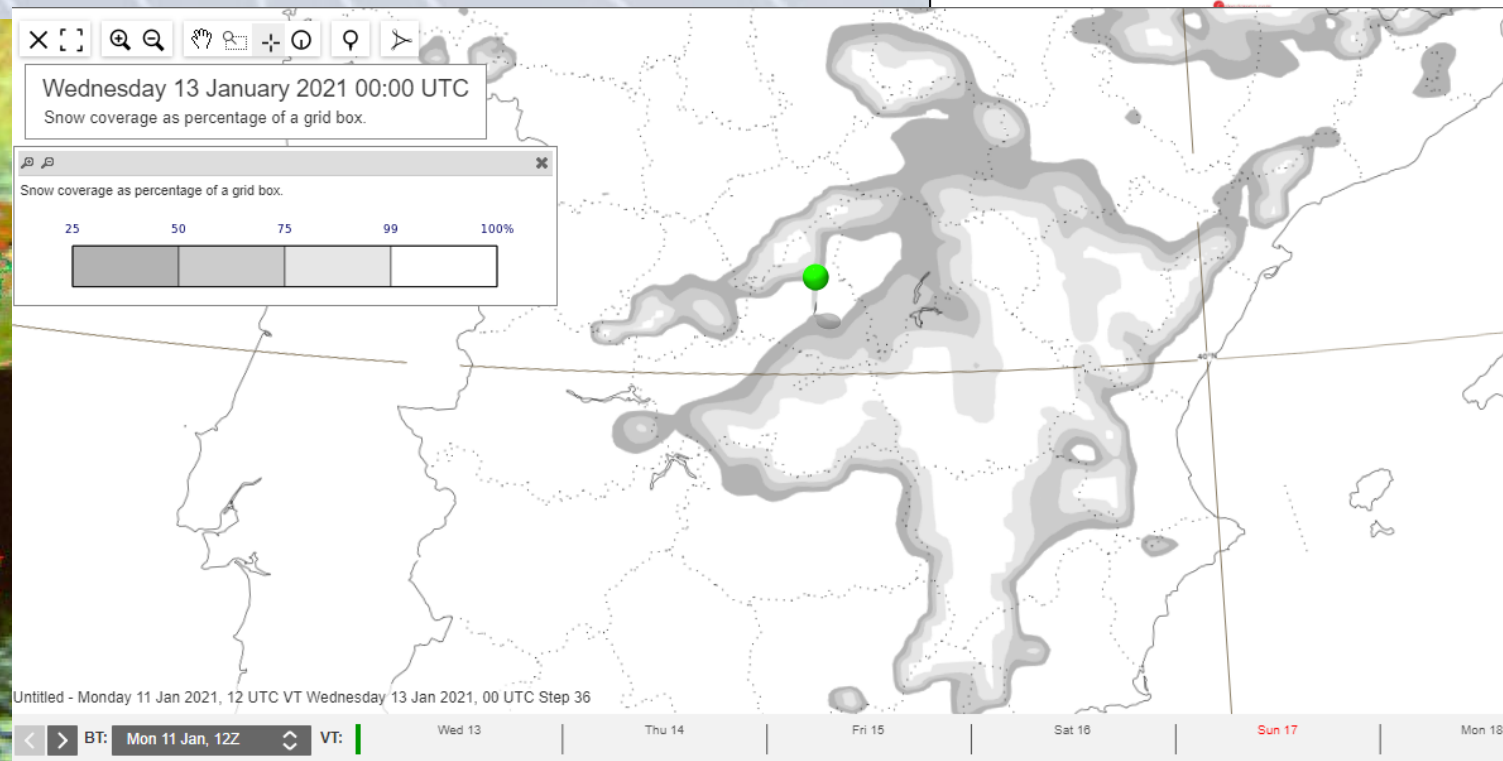 Wednesday 13 January 2021 00:00 UTC
Snow coverage as percentage of a grid box.
Snow coverage as percentage of a grid box.
25 50 75 99 100%
40°N
Untitled - Monday 11 Jan 2021, 12 UTC VT Wednesday 13 Jan 2021, 00 UTC Step 36
BT: Mon 11 Jan, 12Z VT: Wed 13 Thu 14 Fri 15 Sat 16 Sun 17 Mon 18